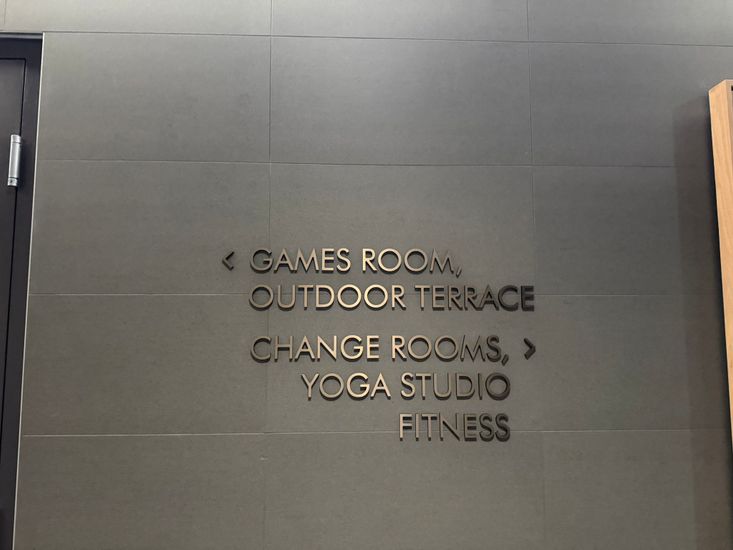 < GAMES ROOM,
OUTDOOR TERRACE
CHANGE ROOMS, >
YOGA STUDIO
FITNESS